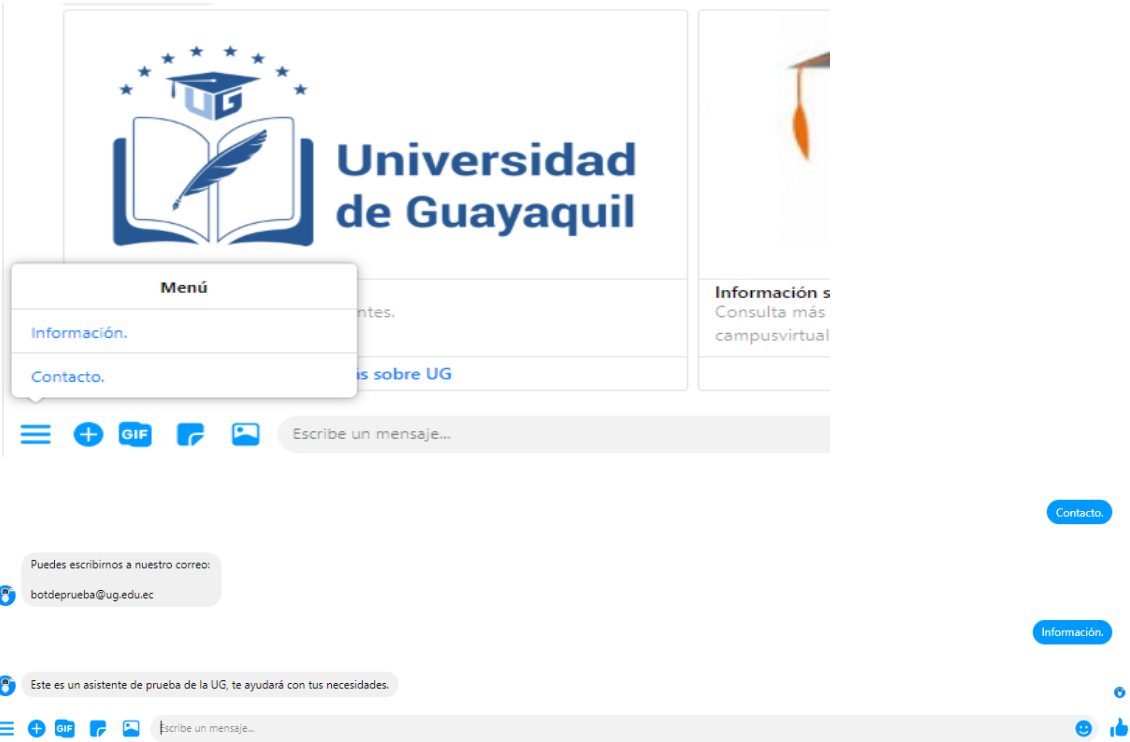 UG
Universidad
de Guayaquil
Menú
Información.
Contacto.
ntes.
ás sobre UG
Información s
Consulta más
campusvirtual
GIF
Escribe un mensaje...
Contacto.
Puedes escribirnos a nuestro correo:
botdeprueba@ug.edu.ec
Información.
Este es un asistente de prueba de la UG, te ayudará con tus necesidades.
GIF
Escribe un mensaje...